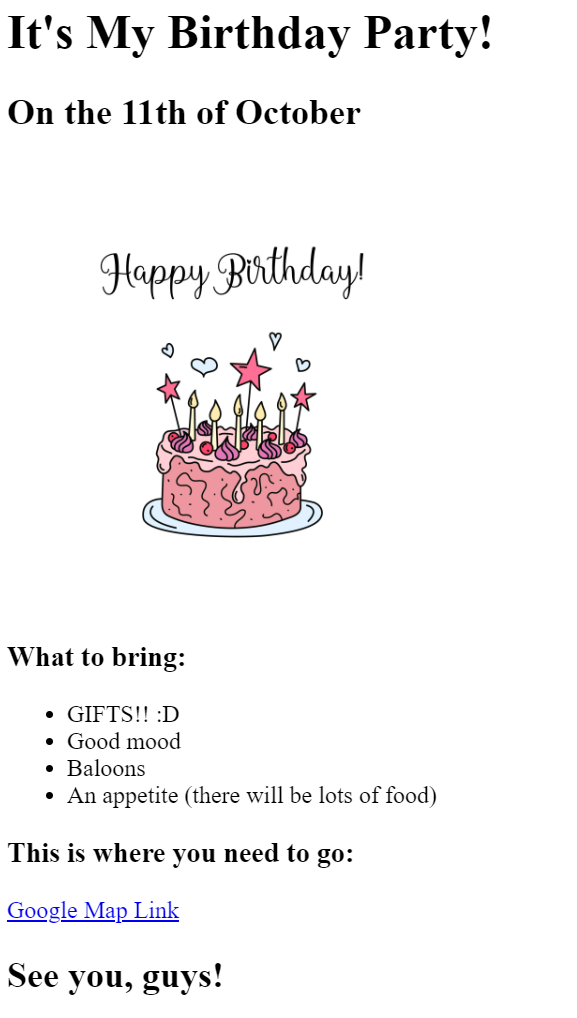 It's My Birthday Party!
On the 11th of October
Happy Birthday!
What to bring:
GIFTS!! :D
Good mood
Baloons
An appetite (there will be lots of food)
This is where you need to go:
Google Map Link
See you, guys!